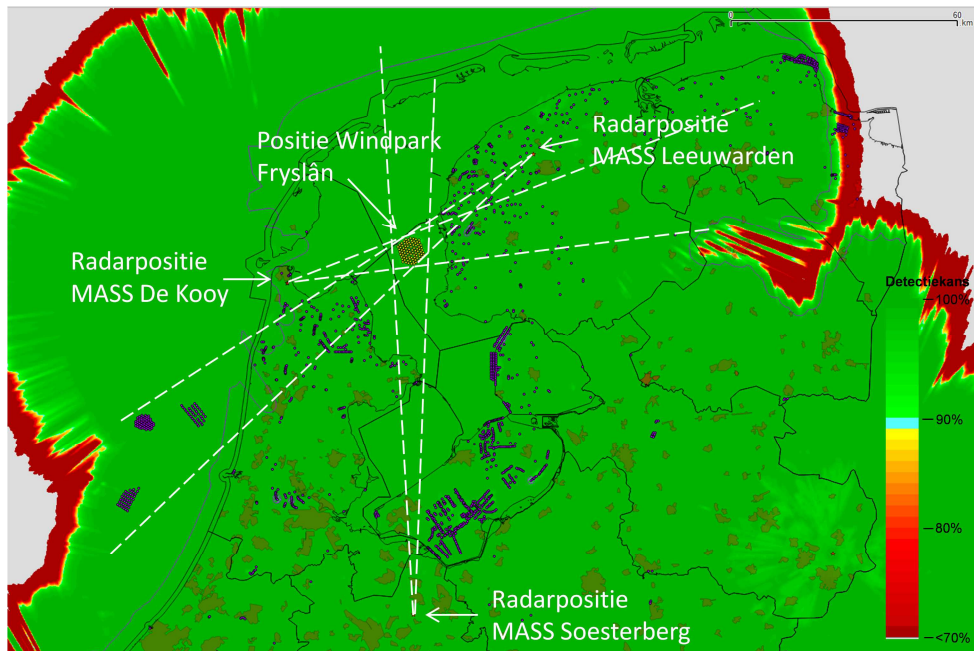 0
60
km
Positie Windpark
Fryslân
Radarpositie
MASS Leeuwarden
Radarpositie
MASS De Kooy
Detectiekans
100%
90%
80%
<70%
Radarpositie
MASS Soesterberg